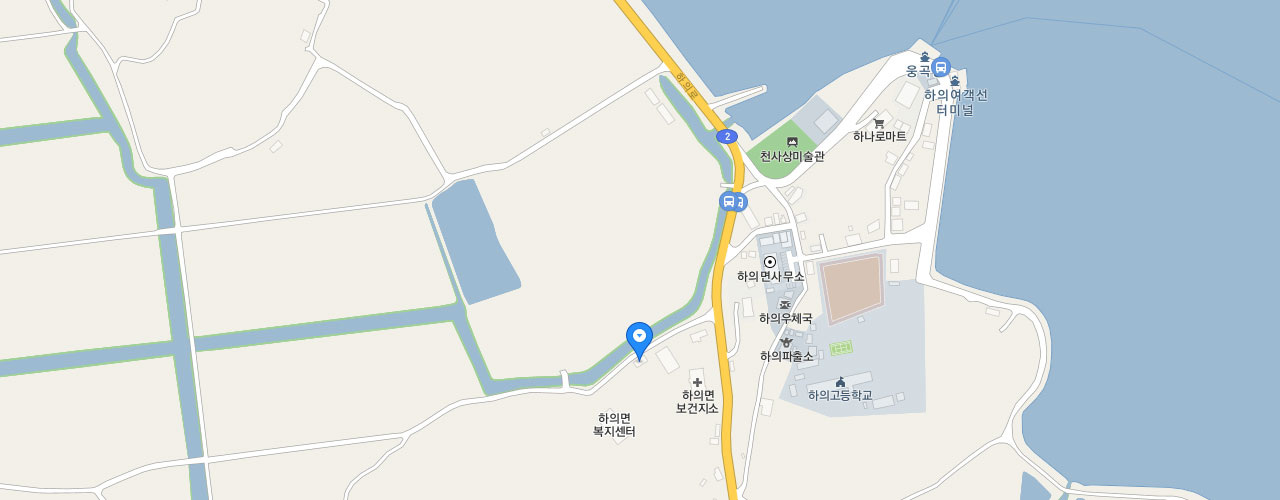 하의로
2
웅곡
하의여객선
터미널
하나로마트
천사상미술관
하의면사무소
하의우체국
하의파출소
하의고등학교
하의면
보건지소
하의면
복지센터